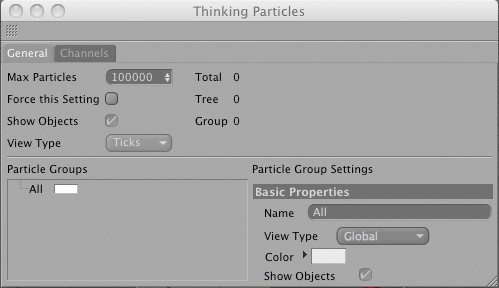 Thinking Particles
General Channels
Max Particles 100000 Total 0
Force this Setting Tree 0
Show Objects Group 0
View Type Ticks
Particle Groups Particle Group Settings
All Basic Properties
Name All
View Type Global
Color
Show Objects